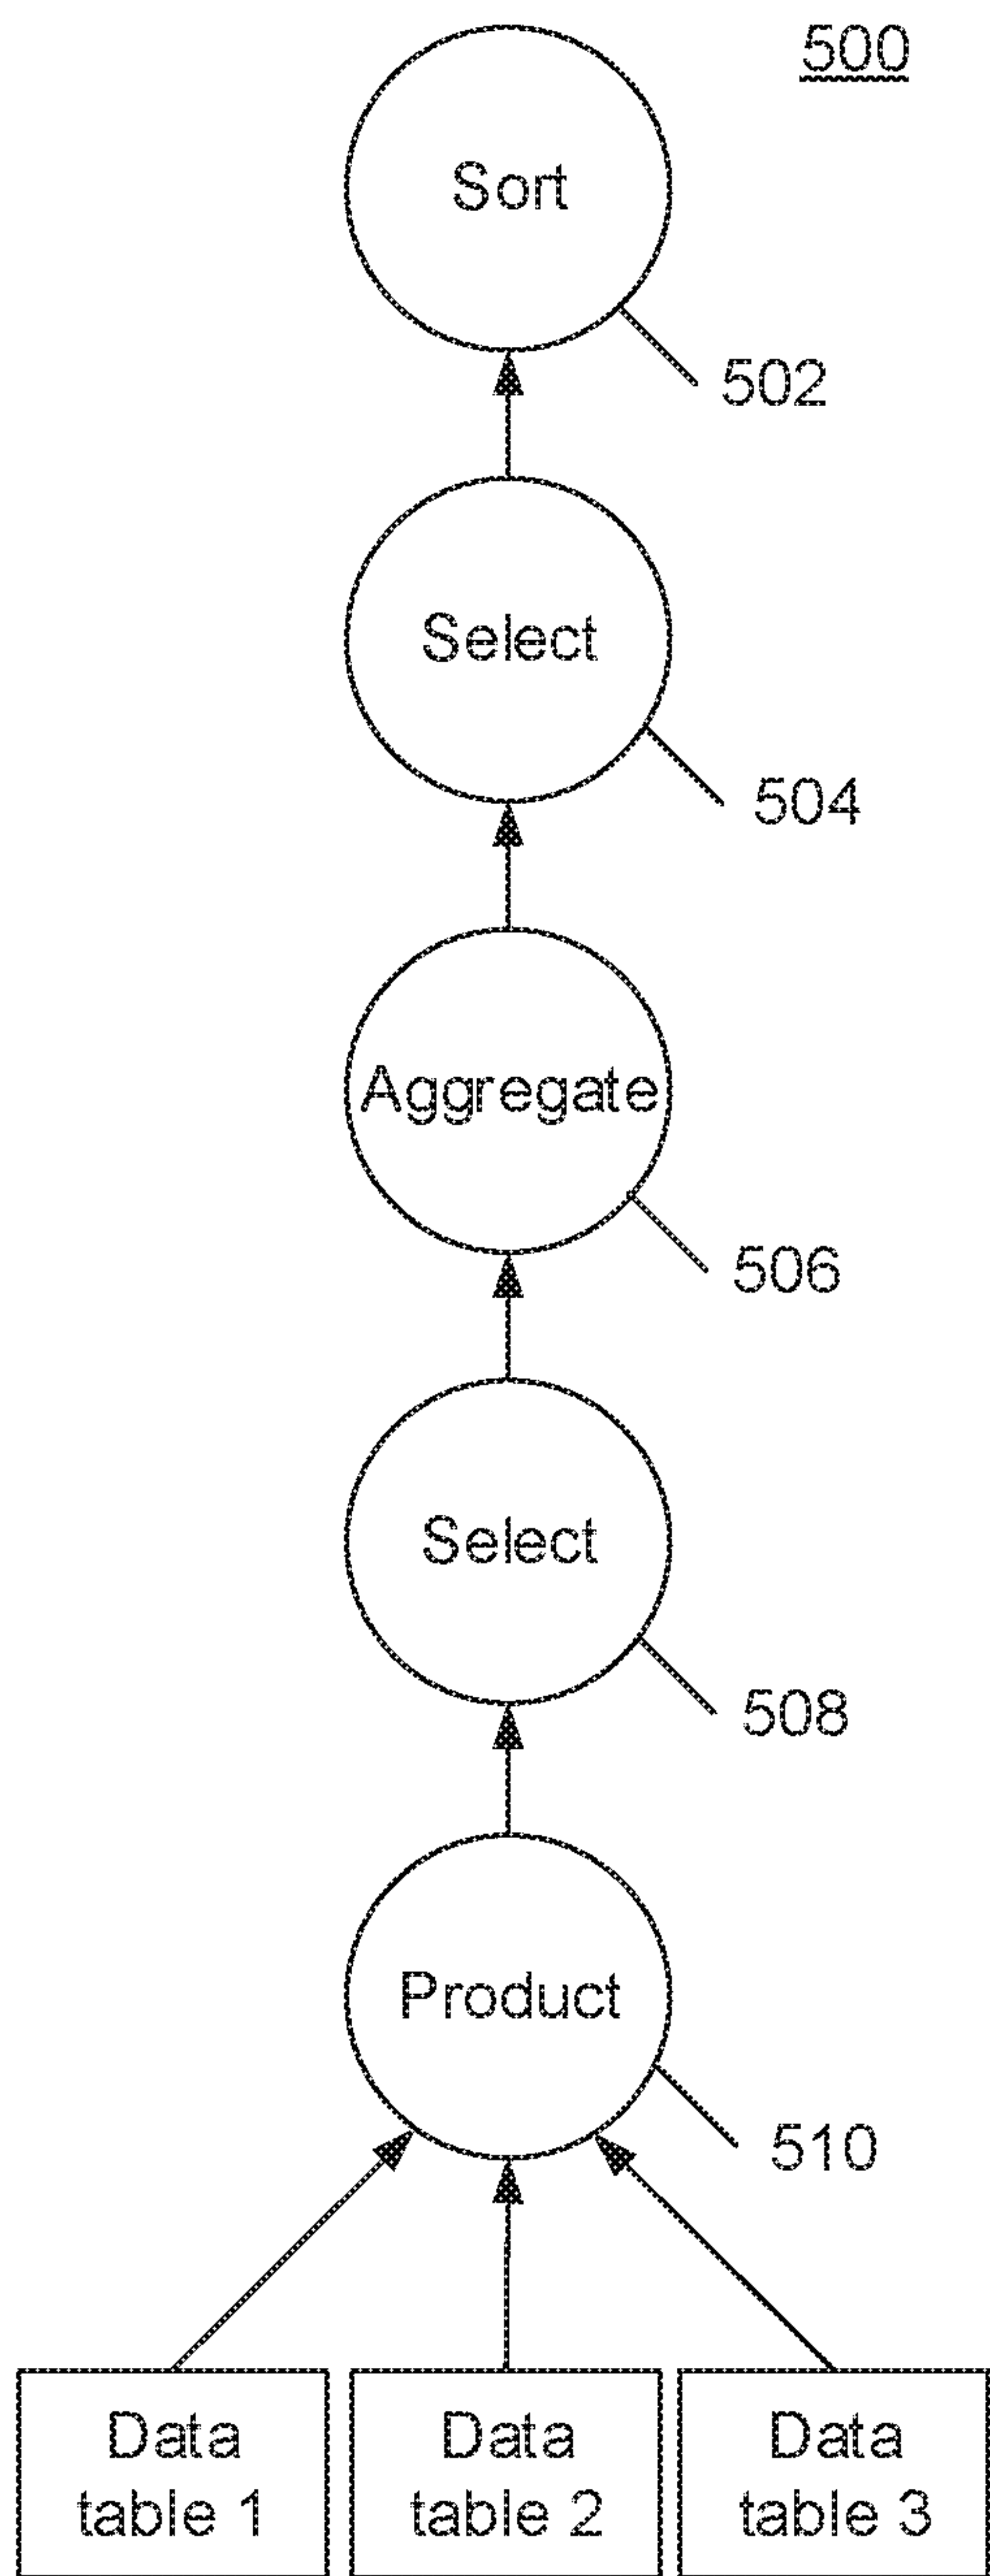 500
Sort
502
Select
504
Aggregate
506
Select
508
Product
510
Data
table 1
Data
table 2
Data
table 3